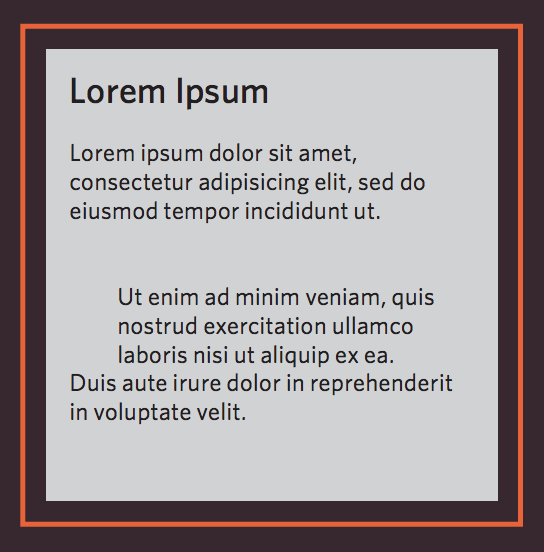 Lorem Ipsum
Lorem ipsum dolor sit amet,
consectetur adipisicing elit, sed do
eiusmod tempor incididunt ut.
Ut enim ad minim veniam, quis
nostrud exercitation ullamco
laboris nisi ut aliquip ex ea.
Duis aute irure dolor in reprehenderit
in voluptate velit.